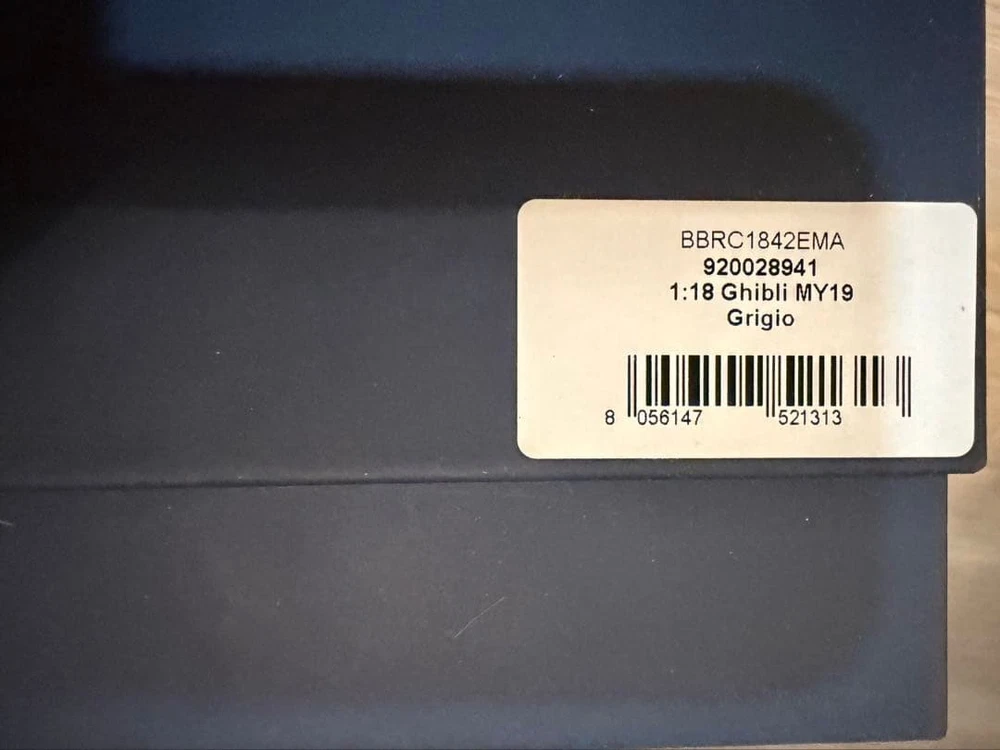 BBRC1842EMA
920028941
1:18 Ghibli MY19
Grigio
8 056147 521313